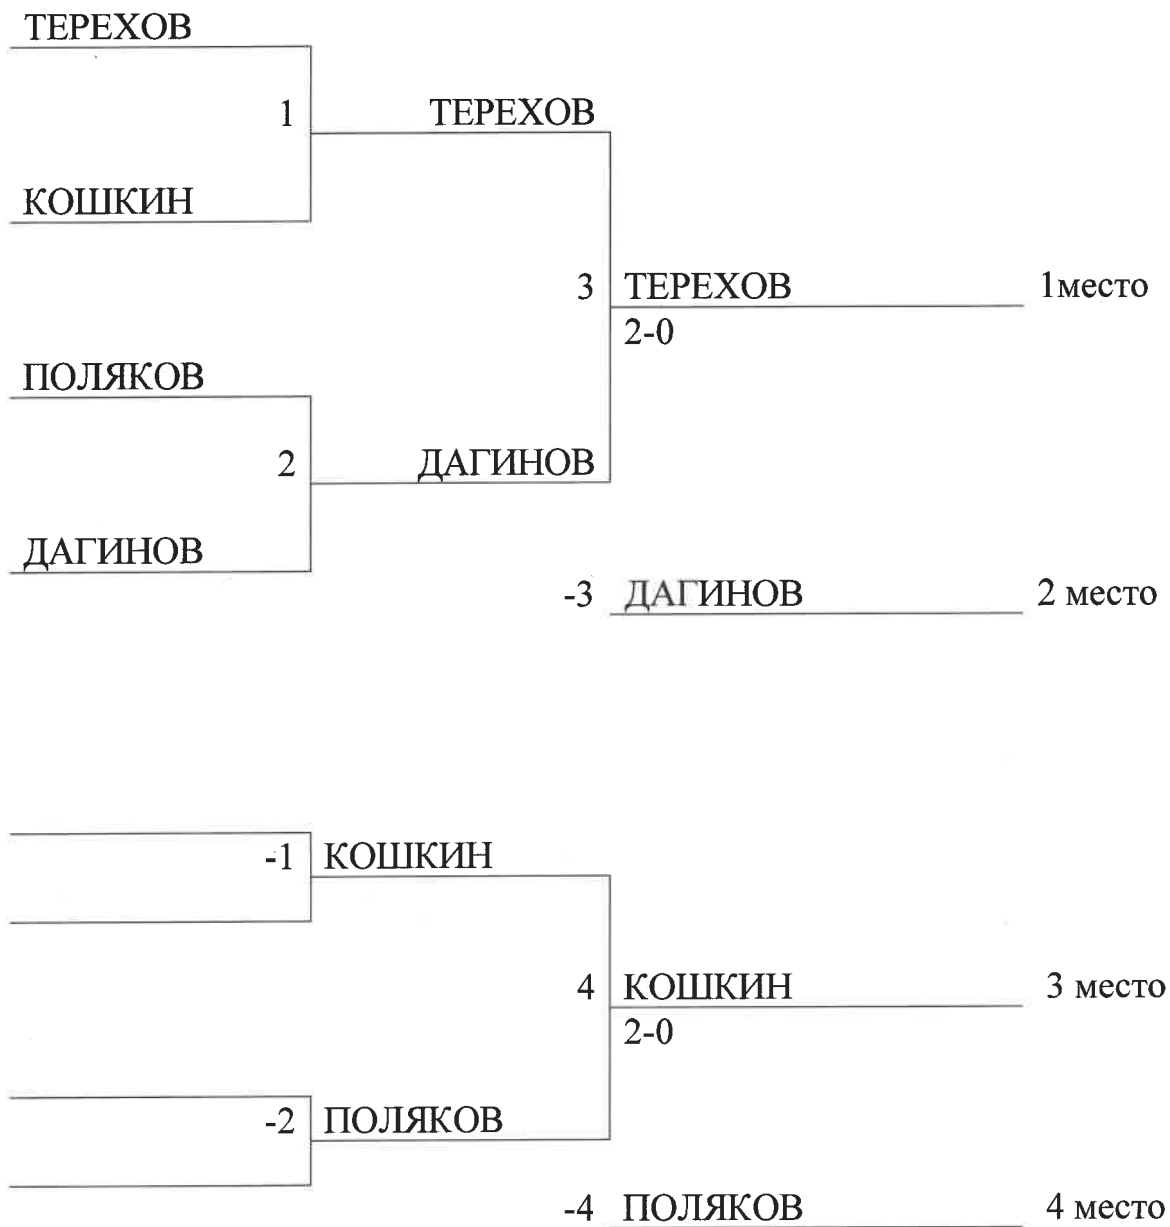 ТЕРЕХОВ
1 ТЕРЕХОВ
КОШКИН
3 ТЕРЕХОВ 1место
2-0
ПОЛЯКОВ
2 ДАГИНОВ
ДАГИНОВ
-3 ДАГИНОВ 2 место
-1 КОШКИН
4 КОШКИН 3 место
2-0
-2 ПОЛЯКОВ
-4 ПОЛЯКОВ 4 место